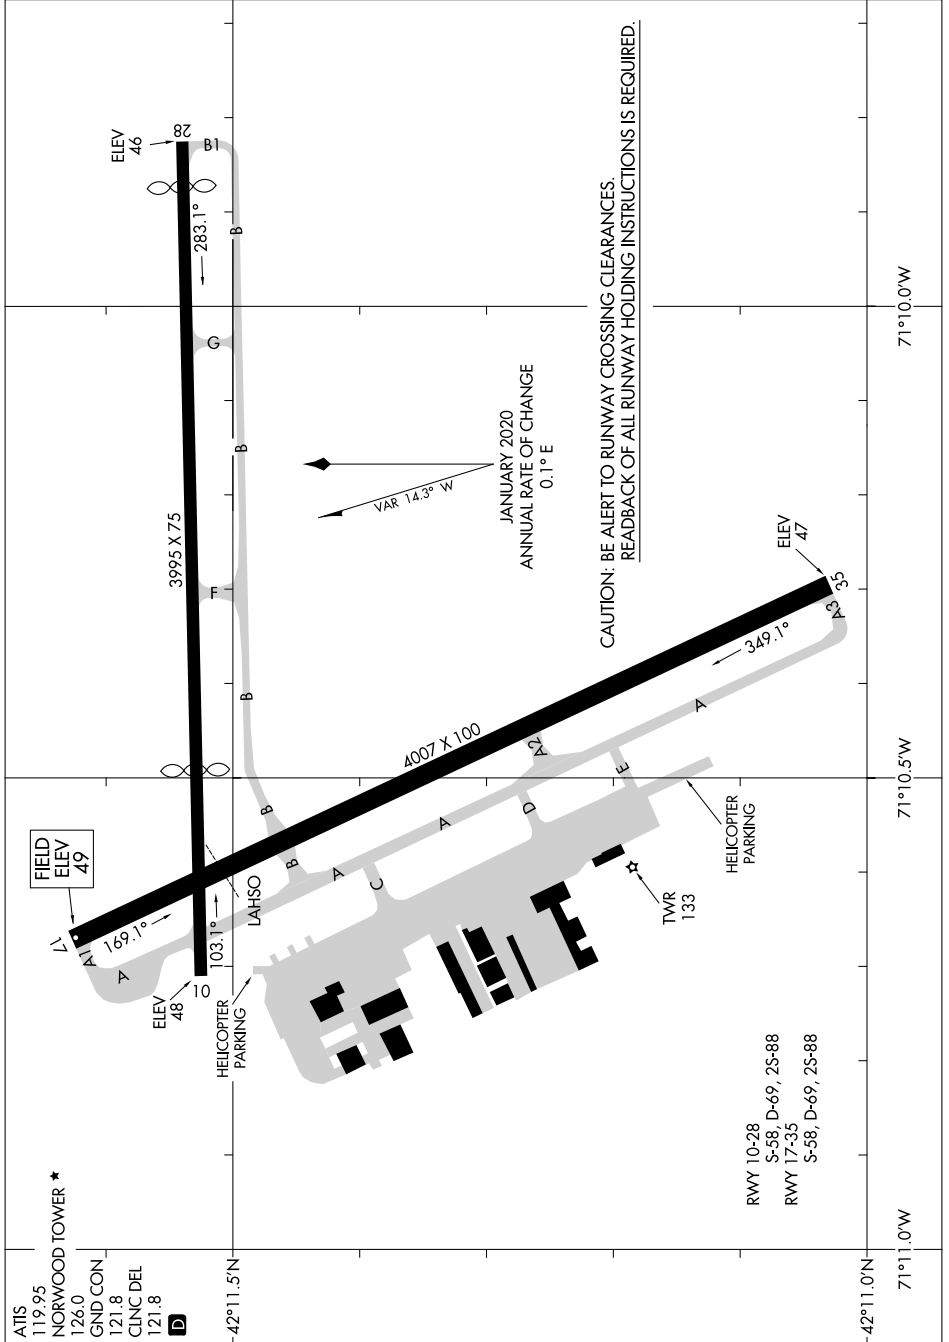 ATIS
119.95
NORWOOD TOWER ★
126.0
GND CON
121.8
CLNC DEL
121.8
D
FIELD
ELEV
49
17
A1
A
169.1°
ELEV
48
10
103.1°
LAHSO
HELICOPTER
PARKING
3995 X 75
283.1°
ELEV
46
28
B1
B
G
B
F
B
B
B
A
C
A
4007 X 100
A2
D
E
A
349.1°
A3
35
ELEV
47
HELICOPTER
PARKING
TWR
133
VAR 14.3° W
JANUARY 2020
ANNUAL RATE OF CHANGE
0.1° E
CAUTION: BE ALERT TO RUNWAY CROSSING CLEARANCES.
READBACK OF ALL RUNWAY HOLDING INSTRUCTIONS IS REQUIRED.
RWY 10-28
S-58, D-69, 2S-88
RWY 17-35
S-58, D-69, 2S-88
42°11.5'N
42°11.0'N
71°11.0'W
71°10.5'W
71°10.0'W